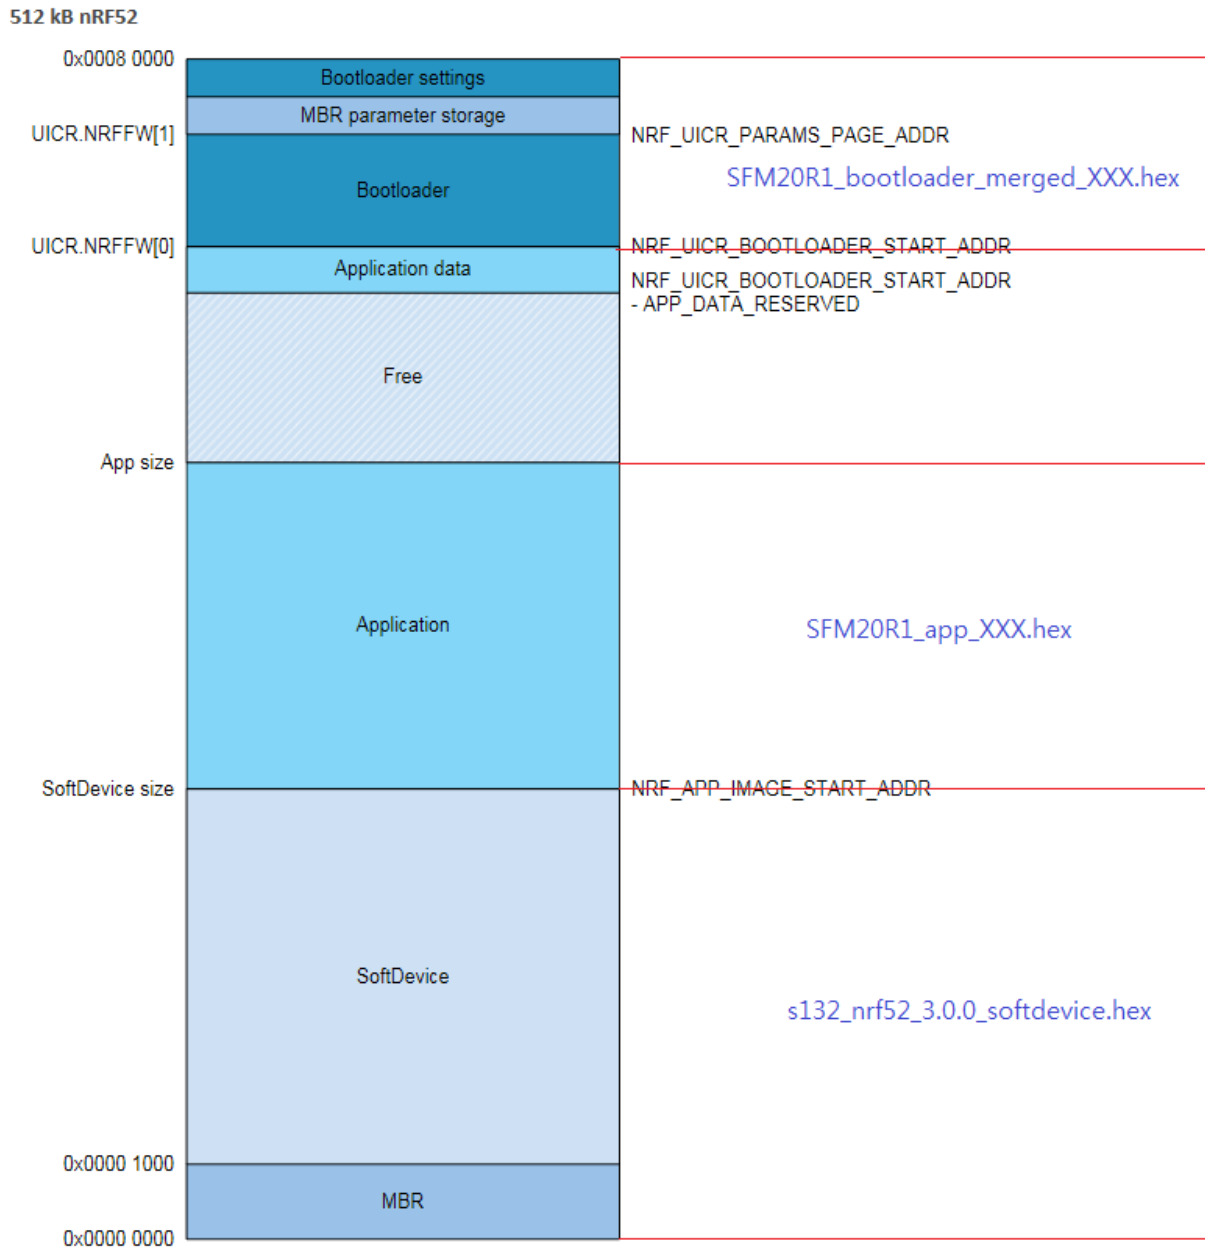 512 kB nRF52
0x0008 0000
Bootloader settings
MBR parameter storage
UICR.NRFFW[1]
NRF_UICR_PARAMS_PAGE_ADDR
SFM20R1_bootloader_merged_XXX.hex
Bootloader
UICR.NRFFW[0]
NRF_UICR_BOOTLOADER_START_ADDR
Application data
NRF_UICR_BOOTLOADER_START_ADDR
- APP_DATA_RESERVED
Free
App size
Application
SFM20R1_app_XXX.hex
SoftDevice size
NRF_APP_IMAGE_START_ADDR
SoftDevice
s132_nrf52_3.0.0_softdevice.hex
0x0000 1000
MBR
0x0000 0000